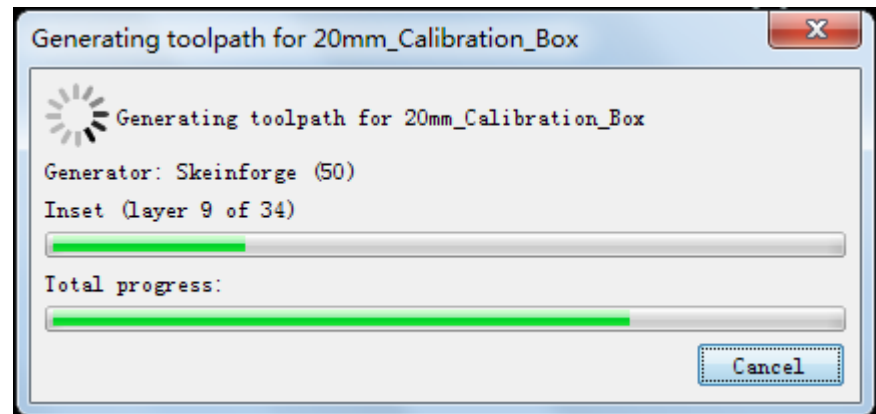 Generating toolpath for 20mm_Calibration_Box
Generating toolpath for 20mm_Calibration_Box
Generator: Skeinforge (50)
Inset (layer 9 of 34)
Total progress:
Cancel